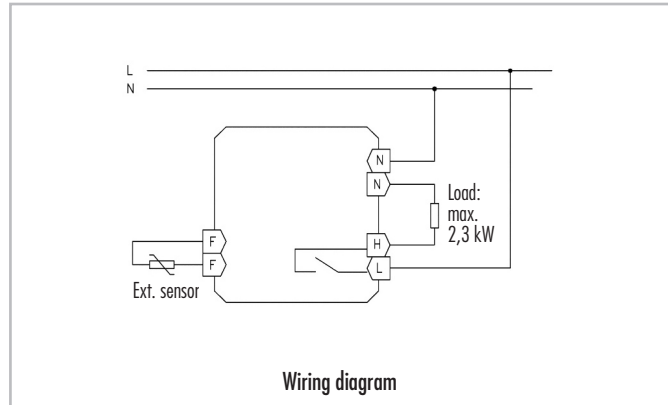 L
N
N
N
Load:
max.
2,3 kW
H
L
F
F
Ext. sensor
Wiring diagram